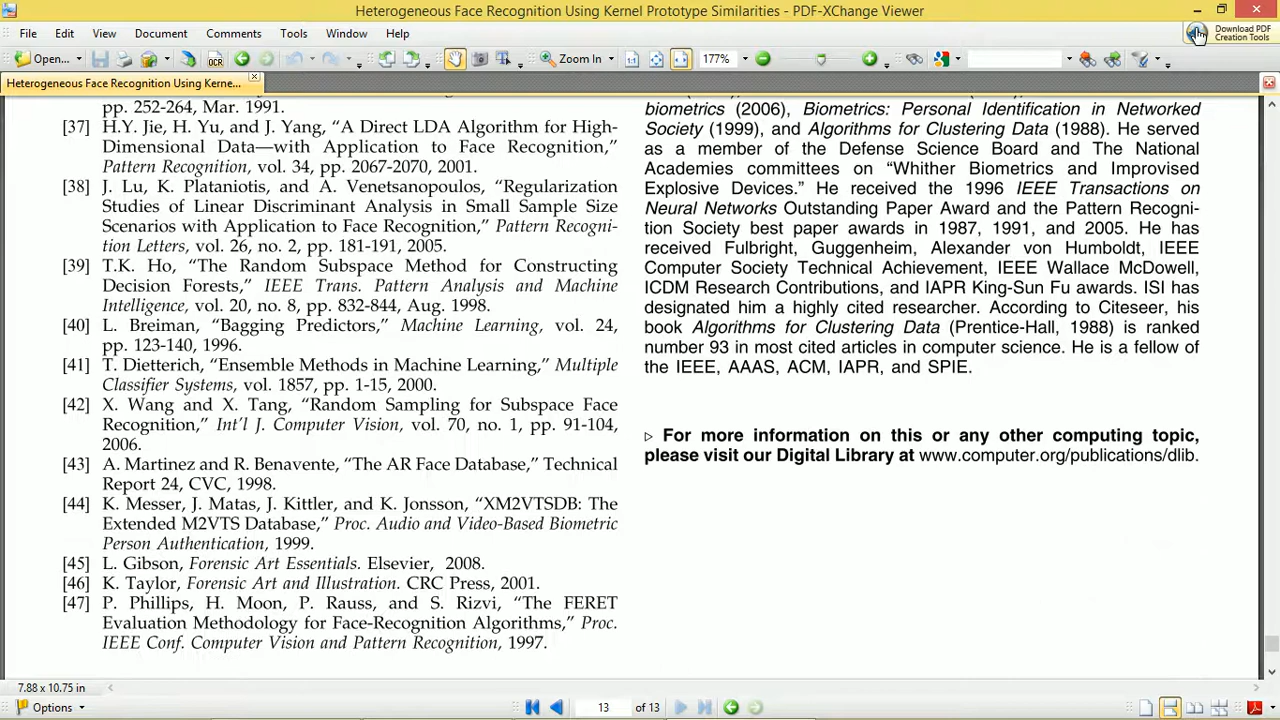 Heterogeneous Face Recognition Using Kernel Prototype Similarities - PDF-XChange Viewer
File Edit View Document Comments Tools Window Help
Download PDF
Creation Tools
Open... OCR Zoom In 177%
Heterogeneous Face Recognition Using Kerne...
pp. 252-264, Mar. 1991.
[37] H.Y. Jie, H. Yu, and J. Yang, “A Direct LDA Algorithm for High-
Dimensional Data—with Application to Face Recognition,”
Pattern Recognition, vol. 34, pp. 2067-2070, 2001.
[38] J. Lu, K. Plataniotis, and A. Venetsanopoulos, “Regularization
Studies of Linear Discriminant Analysis in Small Sample Size
Scenarios with Application to Face Recognition,” Pattern Recogni-
tion Letters, vol. 26, no. 2, pp. 181-191, 2005.
[39] T.K. Ho, “The Random Subspace Method for Constructing
Decision Forests,” IEEE Trans. Pattern Analysis and Machine
Intelligence, vol. 20, no. 8, pp. 832-844, Aug. 1998.
[40] L. Breiman, “Bagging Predictors,” Machine Learning, vol. 24,
pp. 123-140, 1996.
[41] T. Dietterich, “Ensemble Methods in Machine Learning,” Multiple
Classifier Systems, vol. 1857, pp. 1-15, 2000.
[42] X. Wang and X. Tang, “Random Sampling for Subspace Face
Recognition,” Int’l J. Computer Vision, vol. 70, no. 1, pp. 91-104,
2006.
[43] A. Martinez and R. Benavente, “The AR Face Database,” Technical
Report 24, CVC, 1998.
[44] K. Messer, J. Matas, J. Kittler, and K. Jonsson, “XM2VTSDB: The
Extended M2VTS Database,” Proc. Audio and Video-Based Biometric
Person Authentication, 1999.
[45] L. Gibson, Forensic Art Essentials. Elsevier, 2008.
[46] K. Taylor, Forensic Art and Illustration. CRC Press, 2001.
[47] P. Phillips, H. Moon, P. Rauss, and S. Rizvi, “The FERET
Evaluation Methodology for Face-Recognition Algorithms,” Proc.
IEEE Conf. Computer Vision and Pattern Recognition, 1997.
biometrics (2006), Biometrics: Personal Identification in Networked
Society (1999), and Algorithms for Clustering Data (1988). He served
as a member of the Defense Science Board and The National
Academies committees on “Whither Biometrics and Improvised
Explosive Devices.” He received the 1996 IEEE Transactions on
Neural Networks Outstanding Paper Award and the Pattern Recogni-
tion Society best paper awards in 1987, 1991, and 2005. He has
received Fulbright, Guggenheim, Alexander von Humboldt, IEEE
Computer Society Technical Achievement, IEEE Wallace McDowell,
ICDM Research Contributions, and IAPR King-Sun Fu awards. ISI has
designated him a highly cited researcher. According to Citeseer, his
book Algorithms for Clustering Data (Prentice-Hall, 1988) is ranked
number 93 in most cited articles in computer science. He is a fellow of
the IEEE, AAAS, ACM, IAPR, and SPIE.
▷ For more information on this or any other computing topic,
please visit our Digital Library at www.computer.org/publications/dlib.
7.88 x 10.75 in
Options 13 of 13